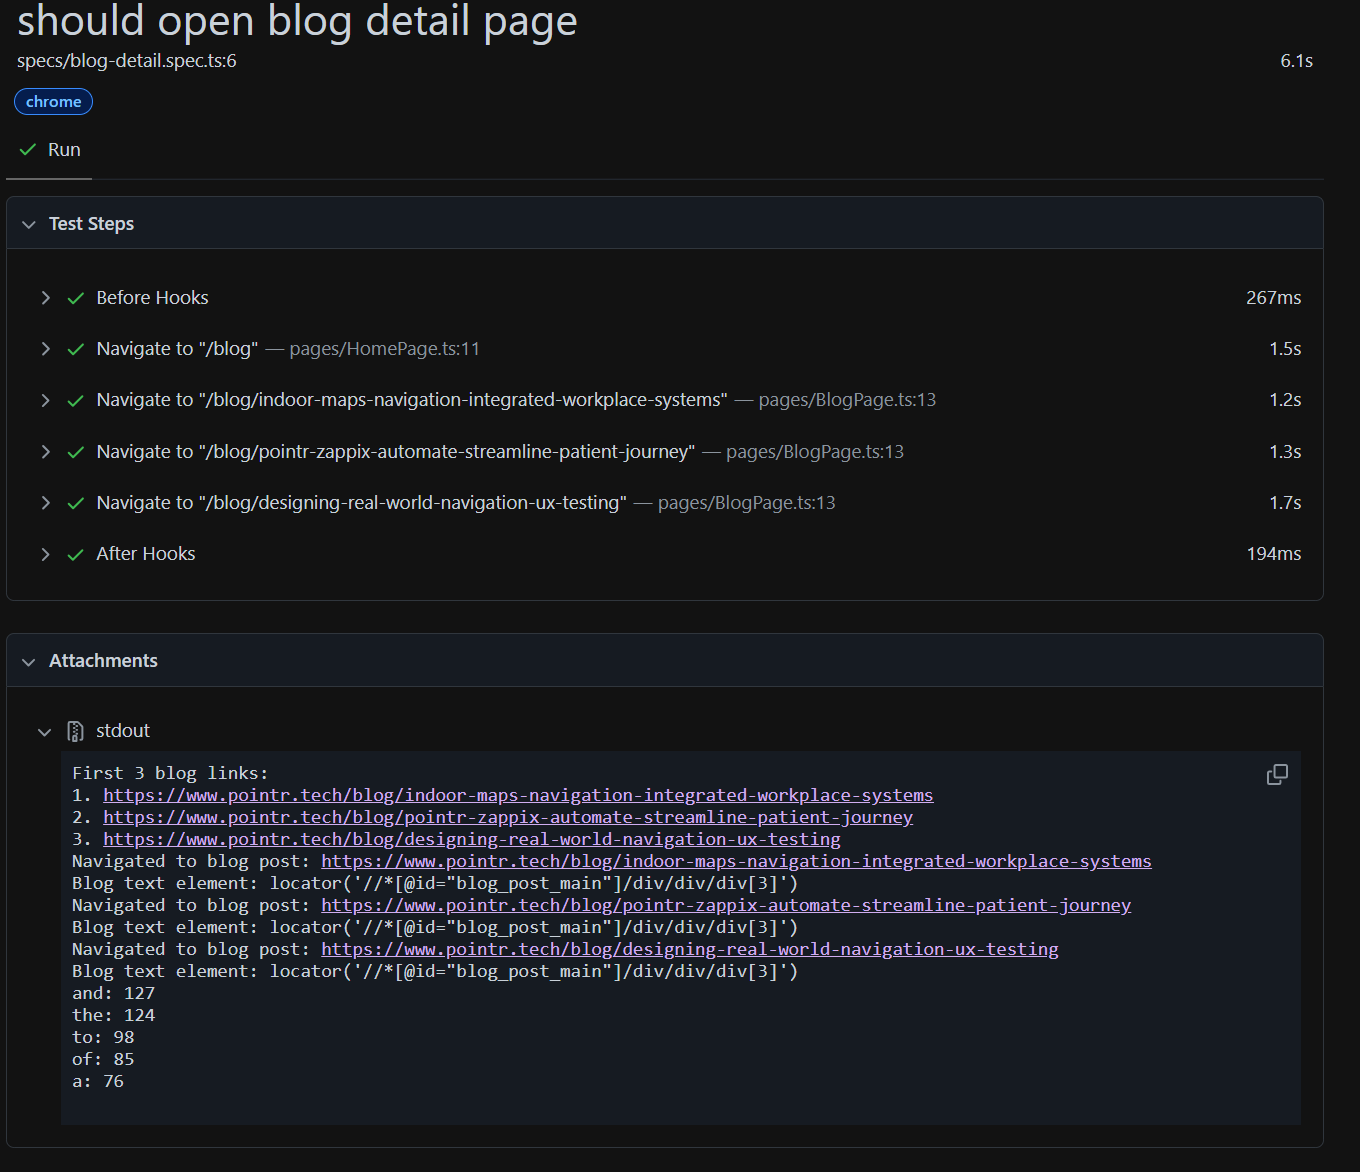 should open blog detail page
specs/blog-detail.spec.ts:6 6.1s
chrome
Run
Test Steps
Before Hooks 267ms
Navigate to "/blog" — pages/HomePage.ts:11 1.5s
Navigate to "/blog/indoor-maps-navigation-integrated-workplace-systems" — pages/BlogPage.ts:13 1.2s
Navigate to "/blog/pointr-zappix-automate-streamline-patient-journey" — pages/BlogPage.ts:13 1.3s
Navigate to "/blog/designing-real-world-navigation-ux-testing" — pages/BlogPage.ts:13 1.7s
After Hooks 194ms
Attachments
stdout
First 3 blog links:
1. https://www.pointr.tech/blog/indoor-maps-navigation-integrated-workplace-systems
2. https://www.pointr.tech/blog/pointr-zappix-automate-streamline-patient-journey
3. https://www.pointr.tech/blog/designing-real-world-navigation-ux-testing
Navigated to blog post: https://www.pointr.tech/blog/indoor-maps-navigation-integrated-workplace-systems
Blog text element: locator('//*[@id="blog_post_main"]/div/div/div[3]')
Navigated to blog post: https://www.pointr.tech/blog/pointr-zappix-automate-streamline-patient-journey
Blog text element: locator('//*[@id="blog_post_main"]/div/div/div[3]')
Navigated to blog post: https://www.pointr.tech/blog/designing-real-world-navigation-ux-testing
Blog text element: locator('//*[@id="blog_post_main"]/div/div/div[3]')
and: 127
the: 124
to: 98
of: 85
a: 76